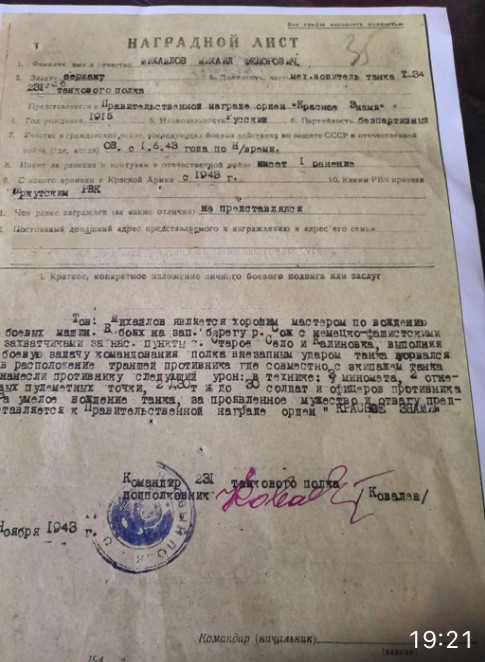 Все графы заполнять полностью
НАГРАДНОЙ ЛИСТ
35
1. Фамилия, имя и отчество МИХАЙЛОВ МИХАИЛ ФЕДОРОВИЧ
2. Звание сержант 3. Должность, часть мех.водитель танка Т-34
231 танкового полка
Представляется к Правительственной награде орден "Красное Знамя"
4. Год рождения 1915 5. Национальность Русский 6. Партийность беспартийный
7. Участие в гражданской войне, последующих боевых действиях по защите СССР и отечественной
войне (где, когда) ОВ. с 1.6.43 года по н/время.
8. Имеет ли ранения и контузии в отечественной войне имеет 1 ранение
9. С какого времени в Красной Армии с 1943 г. 10. Каким РВК призван
Иркутским РВК
Чем ранее награжден (за какие отличия) не представлялся
Постоянный домашний адрес представляемого к награждению и адрес его семьи
1. Краткое, конкретное изложение личного боевого подвига или заслуг
Тов. Михайлов является хорошим мастером по вождению
боевых машин. В боях на зап. берегу р. Сож с немецко-фашистскими
захватчиками за нас. пункты: Старое Село и Калиновка, выполняя
боевую задачу командования полка внезапным ударом танка ворвался
в расположение траншей противника где совместно с экипажем танка
нанесли противнику следующий урон: в технике: миномета, огне-
вых пулеметных точки, и до солдат и офицеров противника
За умелое вождение танка, за проявленное мужество и отвагу пред-
ставляется к Правительственной награде орден "КРАСНОЕ ЗНАМЯ"
Командир 231 танкового полка
подполковник /Ковалев/
Ноября 1943 г.
Командир (начальник)
(звание)
194 г.
19:21